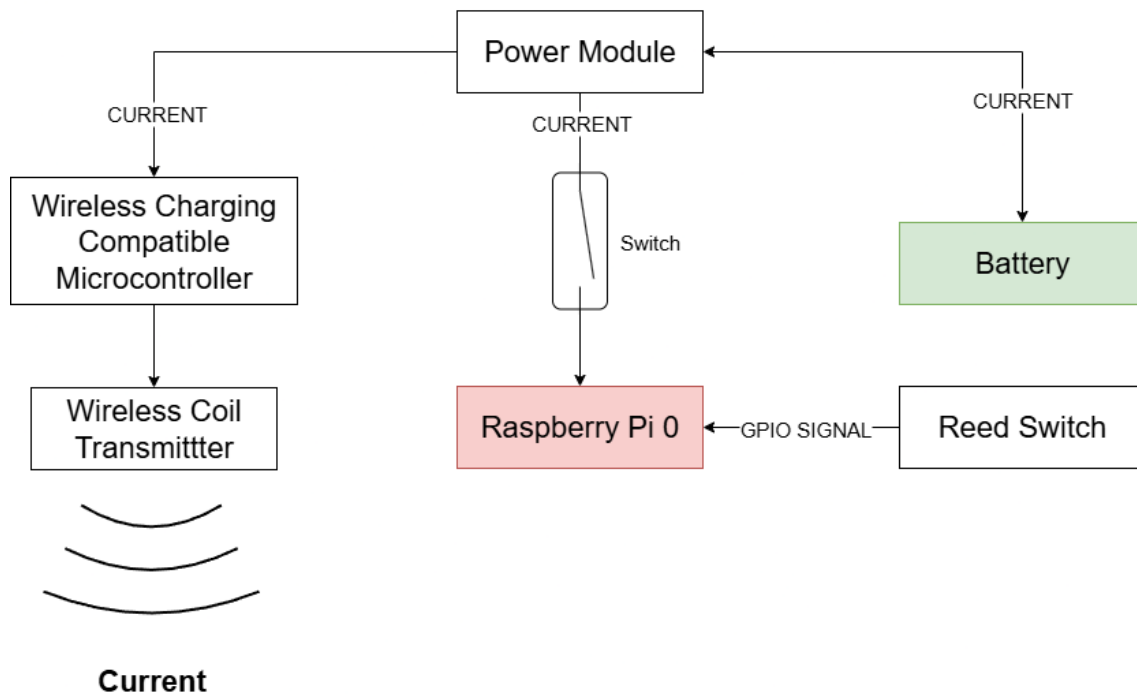 Power Module
CURRENT
CURRENT
CURRENT
Wireless Charging
Compatible
Microcontroller
Switch
Battery
Wireless Coil
Transmittter
Raspberry Pi 0
GPIO SIGNAL
Reed Switch
Current